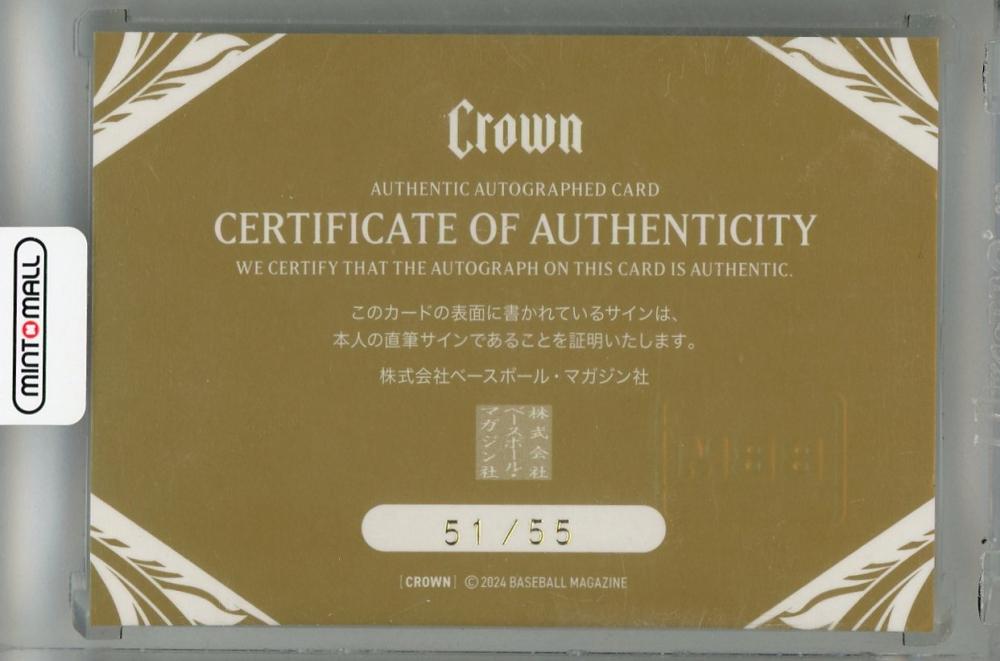 Crown
AUTHENTIC AUTOGRAPHED CARD
CERTIFICATE OF AUTHENTICITY
WE CERTIFY THAT THE AUTOGRAPH ON THIS CARD IS AUTHENTIC.
このカードの表面に書かれているサインは、
本人の直筆サインであることを証明いたします。
株式会社ベースボール・マガジン社
株式会社
ベースボール・
マガジン社
51/55
[CROWN] © 2024 BASEBALL MAGAZINE
MINTMALL